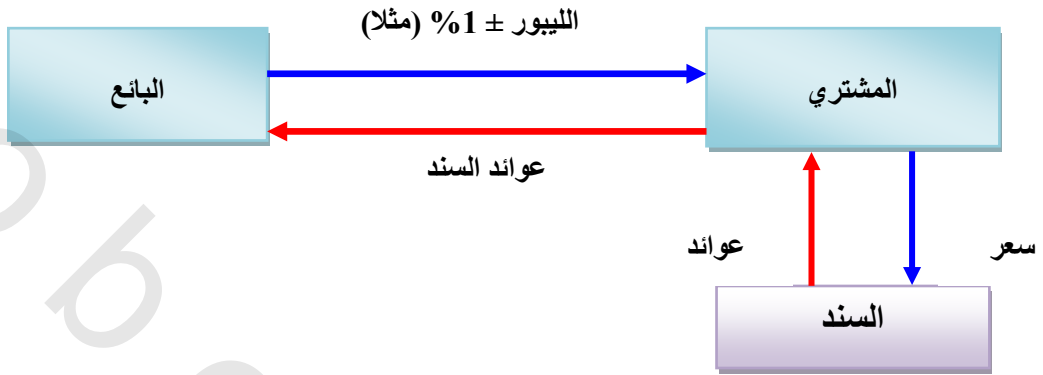 الليبور ± 1% (مثلا)
المشتري
البائع
عوائد السند
سعر
عوائد
السند